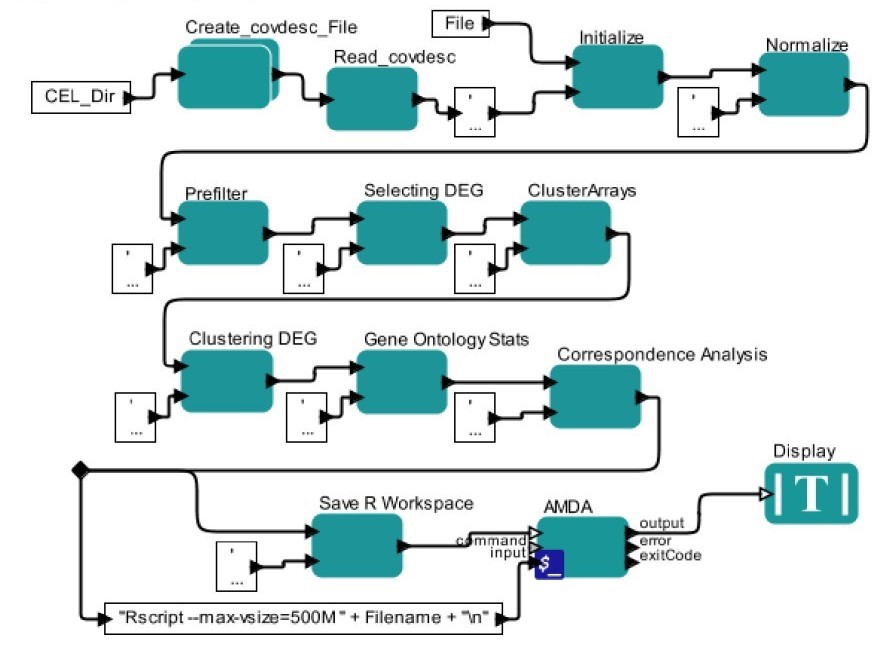 Create_covdesc_File
File
Read_covdesc
Initialize
Normalize
CEL_Dir
'
...
'
...
Prefilter
Selecting DEG
ClusterArrays
'
...
'
...
'
...
Clustering DEG
Gene Ontology Stats
Correspondence Analysis
'
...
'
...
'
...
Display
T
Save R Workspace
AMDA
output
command
error
input
exitCode
$_
'
...
"Rscript --max-vsize=500M " + Filename + "\n"